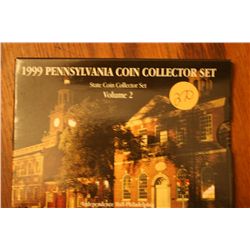 1999 PENNSYLVANIA COIN COLLECTOR SET
State Coin Collector Set
Volume 2
Independence Hall-Philadelphia